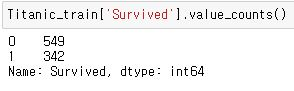 Titanic_train['Survived'].value_counts()
0    549
1    342
Name: Survived, dtype: int64